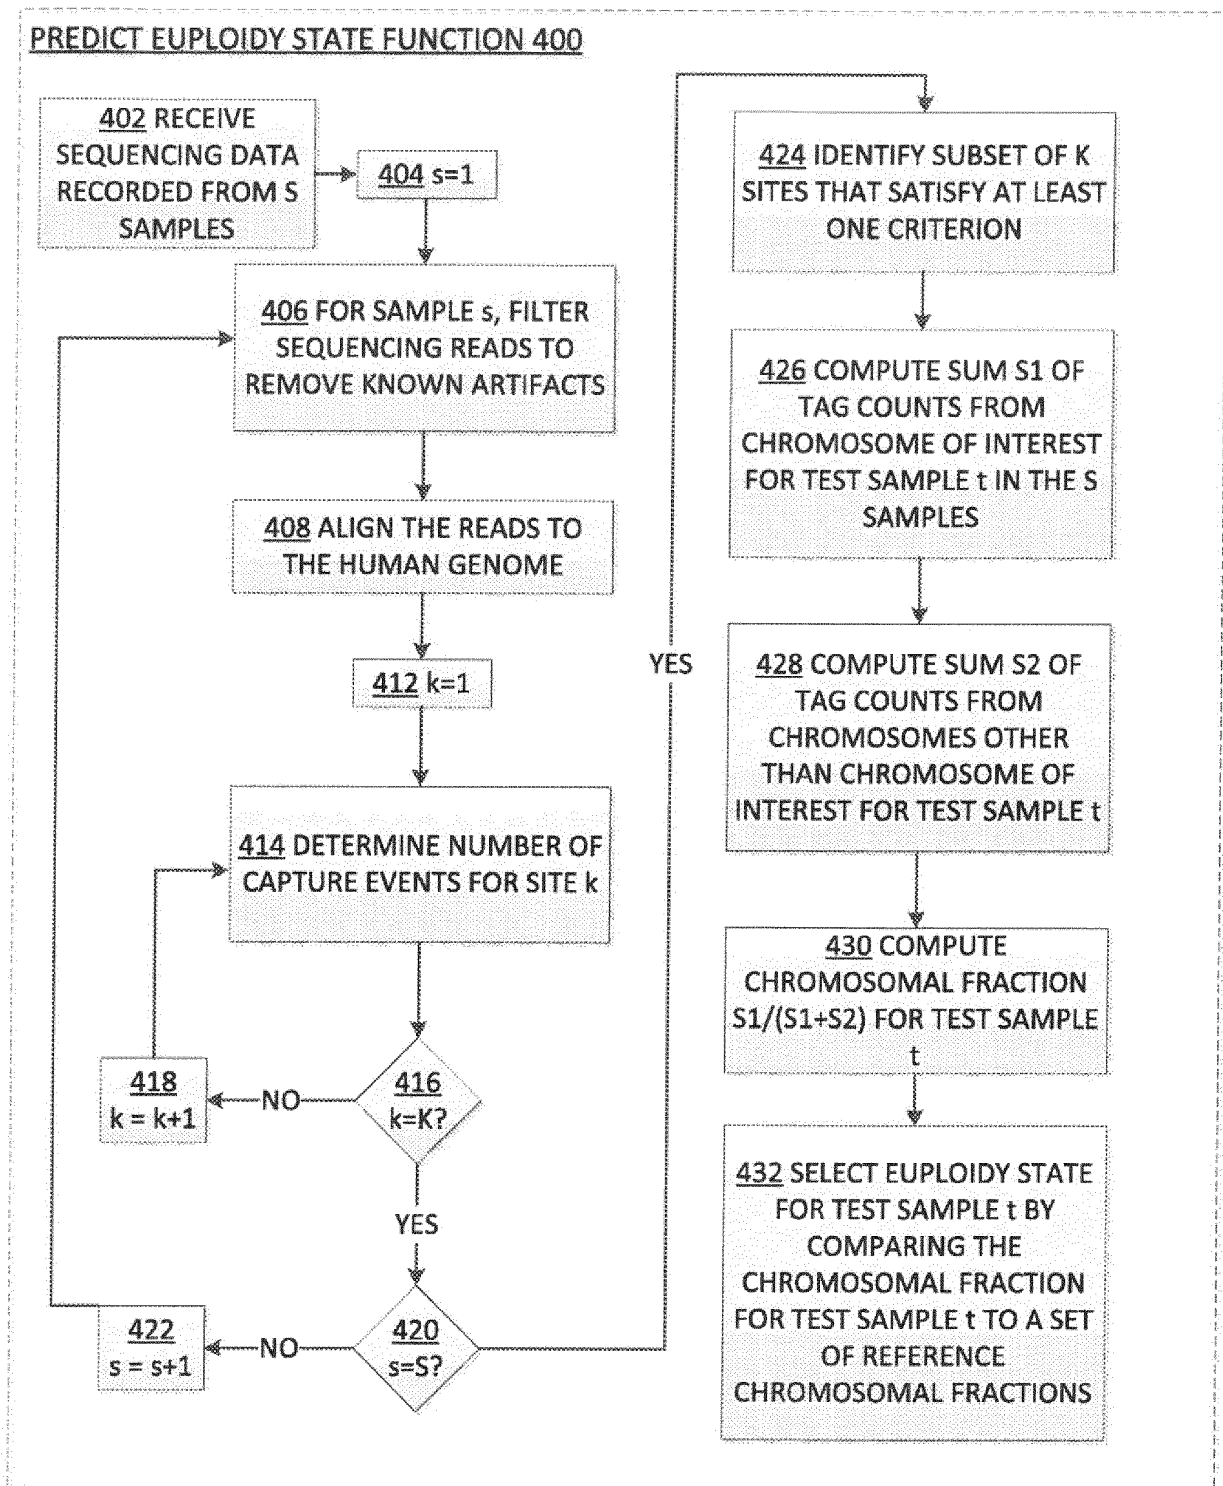 PREDICT EUPLOIDY STATE FUNCTION 400
402 RECEIVE
SEQUENCING DATA
RECORDED FROM S
SAMPLES
404 s=1
406 FOR SAMPLE s, FILTER
SEQUENCING READS TO
REMOVE KNOWN ARTIFACTS
408 ALIGN THE READS TO
THE HUMAN GENOME
412 k=1
414 DETERMINE NUMBER OF
CAPTURE EVENTS FOR SITE k
416
k=K?
NO
418
k = k+1
YES
420
s=S?
NO
422
s = s+1
YES
424 IDENTIFY SUBSET OF K
SITES THAT SATISFY AT LEAST
ONE CRITERION
426 COMPUTE SUM S1 OF
TAG COUNTS FROM
CHROMOSOME OF INTEREST
FOR TEST SAMPLE t IN THE S
SAMPLES
428 COMPUTE SUM S2 OF
TAG COUNTS FROM
CHROMOSOMES OTHER
THAN CHROMOSOME OF
INTEREST FOR TEST SAMPLE t
430 COMPUTE
CHROMOSOMAL FRACTION
S1/(S1+S2) FOR TEST SAMPLE
t
432 SELECT EUPLOIDY STATE
FOR TEST SAMPLE t BY
COMPARING THE
CHROMOSOMAL FRACTION
FOR TEST SAMPLE t TO A SET
OF REFERENCE
CHROMOSOMAL FRACTIONS